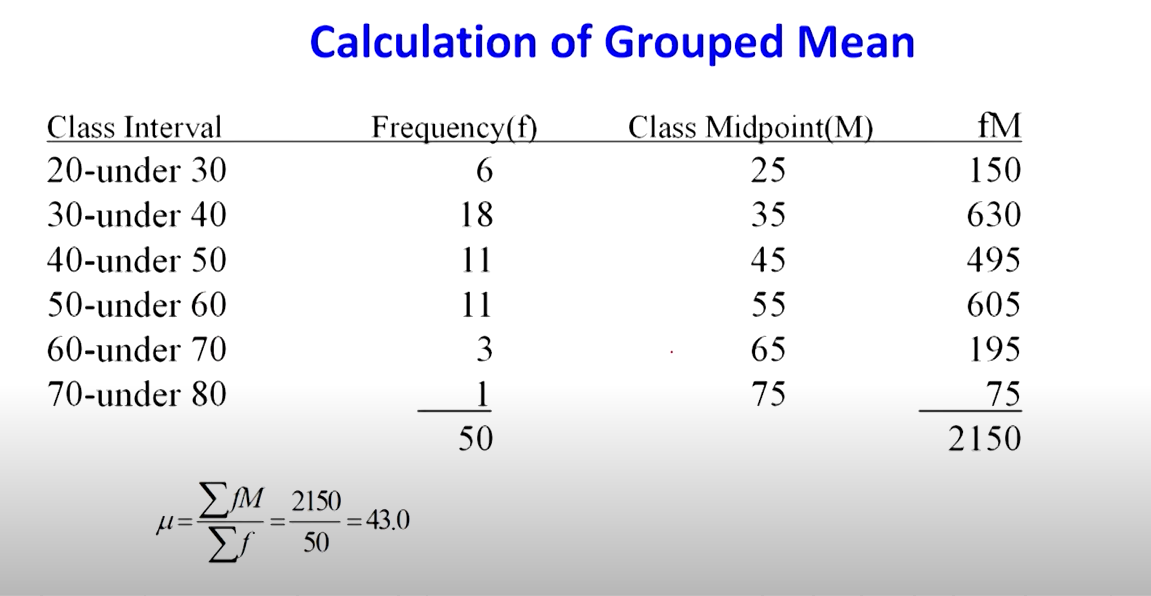 Calculation of Grouped Mean
Class Interval Frequency(f) Class Midpoint(M) fM
20-under 30 6 25 150
30-under 40 18 35 630
40-under 50 11 45 495
50-under 60 11 55 605
60-under 70 3 65 195
70-under 80 1 75 75
50 2150
μ = ∑fM / ∑f = 2150 / 50 = 43.0